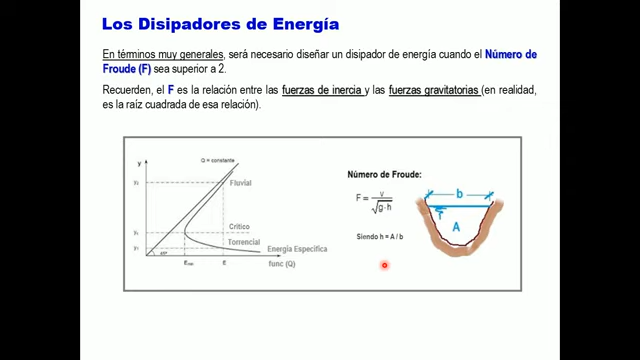 Los Disipadores de Energía
En términos muy generales, será necesario diseñar un disipador de energía cuando el Número de
Froude (F) sea superior a 2.
Recuerden, el F es la relación entre las fuerzas de inercia y las fuerzas gravitatorias (en realidad,
es la raíz cuadrada de esa relación).
y
Q = constante
Fluvial
Crítico
Torrencial
Energía Especifica
E
func (Q)
Número de Froude:
F = v / √g·h
Siendo h = A / b
b
A